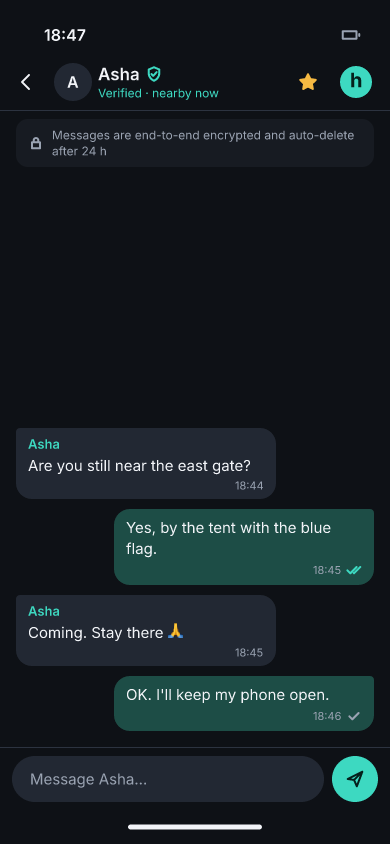 18:47
A
Asha
h
Verified · nearby now
Messages are end-to-end encrypted and auto-delete
after 24 h
Asha
Are you still near the east gate?
18:44
Yes, by the tent with the blue
flag.
18:45
Asha
Coming. Stay there 🙏
18:45
OK. I'll keep my phone open.
18:46
Message Asha...